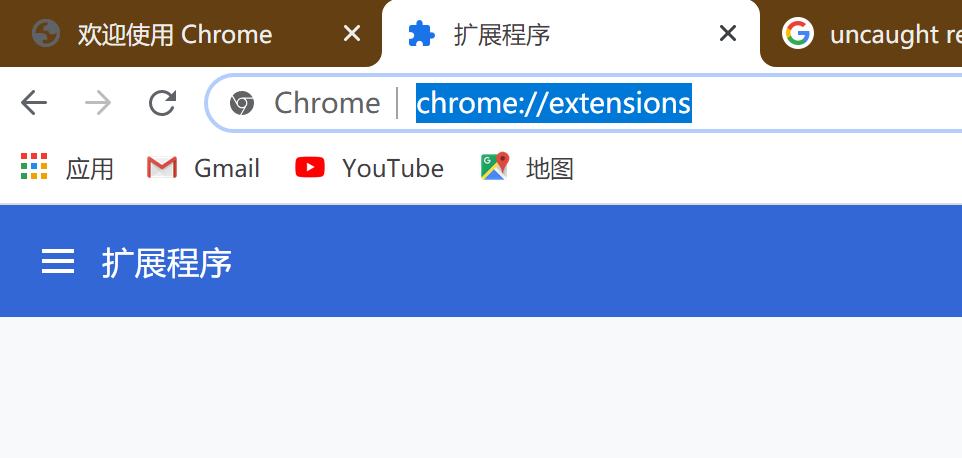 欢迎使用 Chrome
扩展程序
uncaught re
Chrome
chrome://extensions
应用
Gmail
YouTube
地图
扩展程序